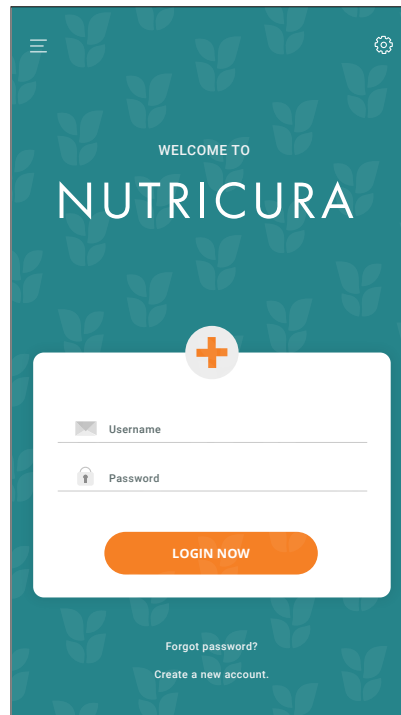 WELCOME TO
NUTRICURA
Username
Password
LOGIN NOW
Forgot password?
Create a new account.